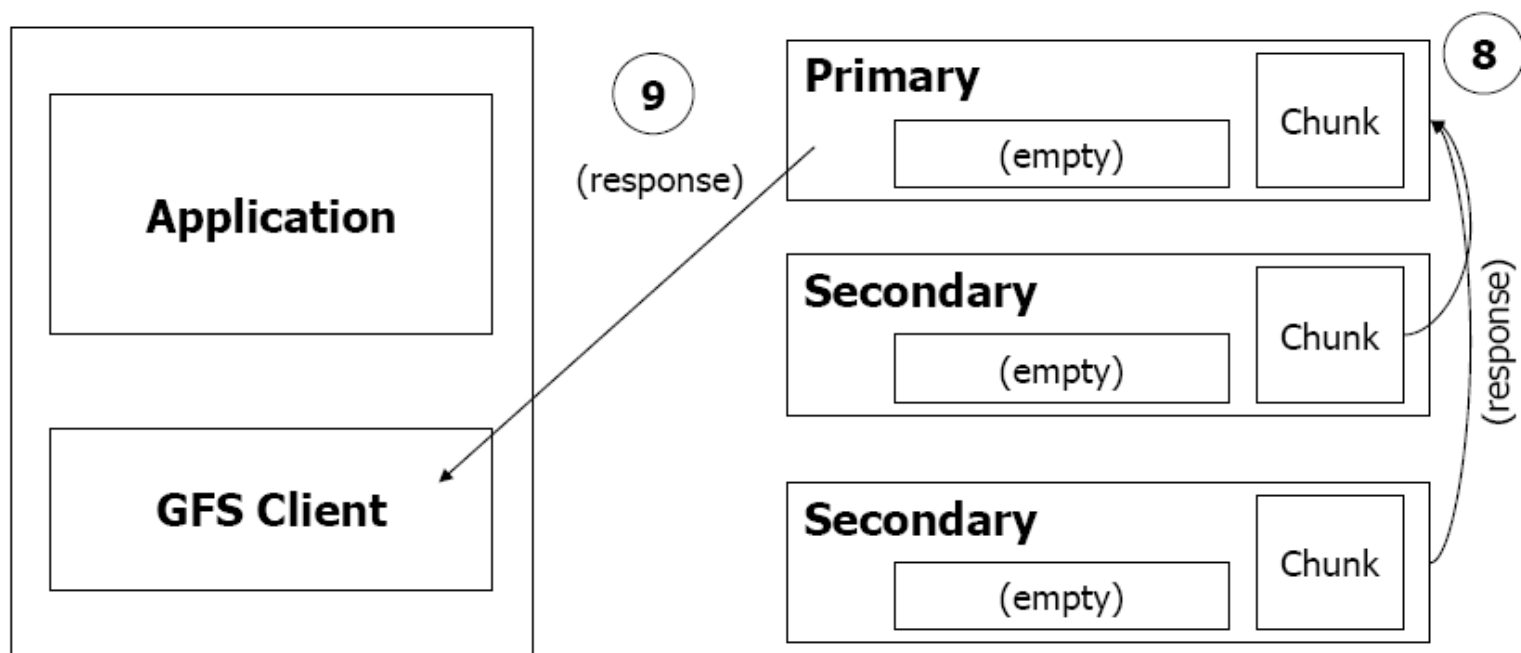 Application
GFS Client
9
(response)
Primary
(empty)
Chunk
8
Secondary
(empty)
Chunk
(response)
Secondary
(empty)
Chunk